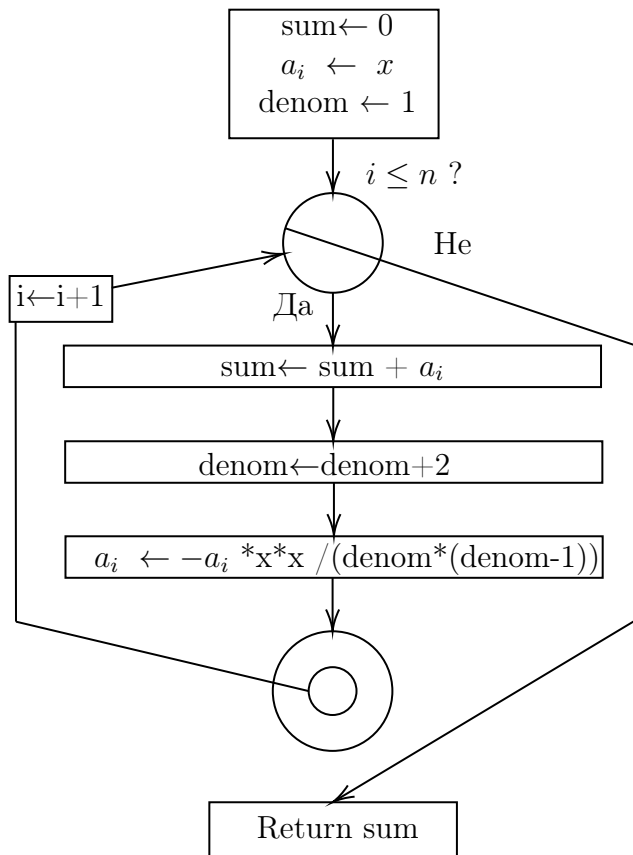 sum← 0
a_i ← x
denom ← 1
i ≤ n ?
Не
i←i+1
Да
sum← sum + a_i
denom←denom+2
a_i ← −a_i *x*x /(denom*(denom-1))
Return sum